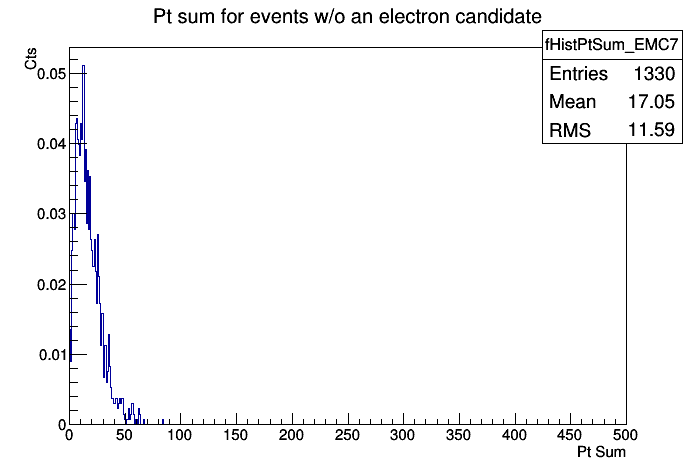 Pt sum for events w/o an electron candidate
fHistPtSum_EMC7
Entries 1330
Mean 17.05
RMS 11.59
Cts
0.05
0.04
0.03
0.02
0.01
0
0 50 100 150 200 250 300 350 400 450 500
Pt Sum